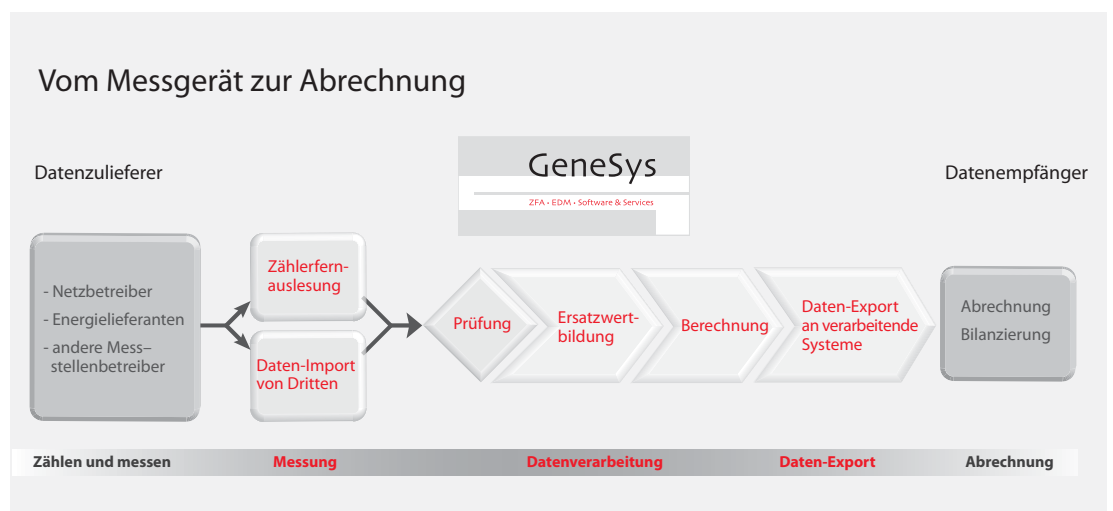 Vom Messgerät zur Abrechnung
Datenzulieferer
GeneSys
ZFA • EDM • Software & Services
Datenempfänger
- Netzbetreiber
- Energielieferanten
- andere Mess–
stellenbetreiber
Zählerfern-
auslesung
Daten-Import
von Dritten
Prüfung
Ersatzwert-
bildung
Berechnung
Daten-Export
an verarbeitende
Systeme
Abrechnung
Bilanzierung
Zählen und messen
Messung
Datenverarbeitung
Daten-Export
Abrechnung